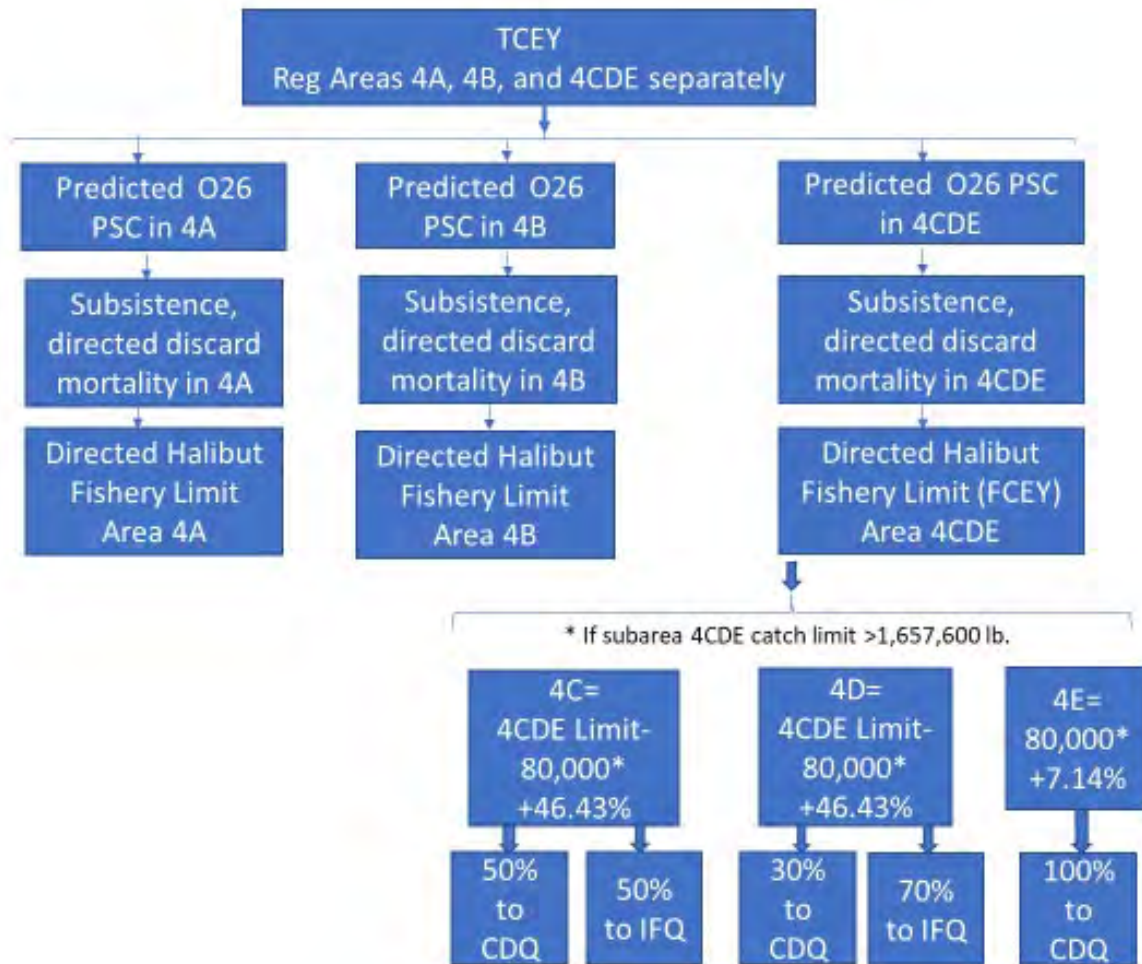 TCEY
Reg Areas 4A, 4B, and 4CDE separately
Predicted O26
PSC in 4A
Predicted O26
PSC in 4B
Predicted O26 PSC
in 4CDE
Subsistence,
directed discard
mortality in 4A
Subsistence,
directed discard
mortality in 4B
Subsistence,
directed discard
mortality in 4CDE
Directed Halibut
Fishery Limit
Area 4A
Directed Halibut
Fishery Limit
Area 4B
Directed Halibut
Fishery Limit (FCEY)
Area 4CDE
* If subarea 4CDE catch limit >1,657,600 lb.
4C=
4CDE Limit-
80,000*
+46.43%
4D=
4CDE Limit-
80,000*
+46.43%
4E=
80,000*
+7.14%
50%
to
CDQ
50%
to IFQ
30%
to
CDQ
70%
to IFQ
100%
to
CDQ